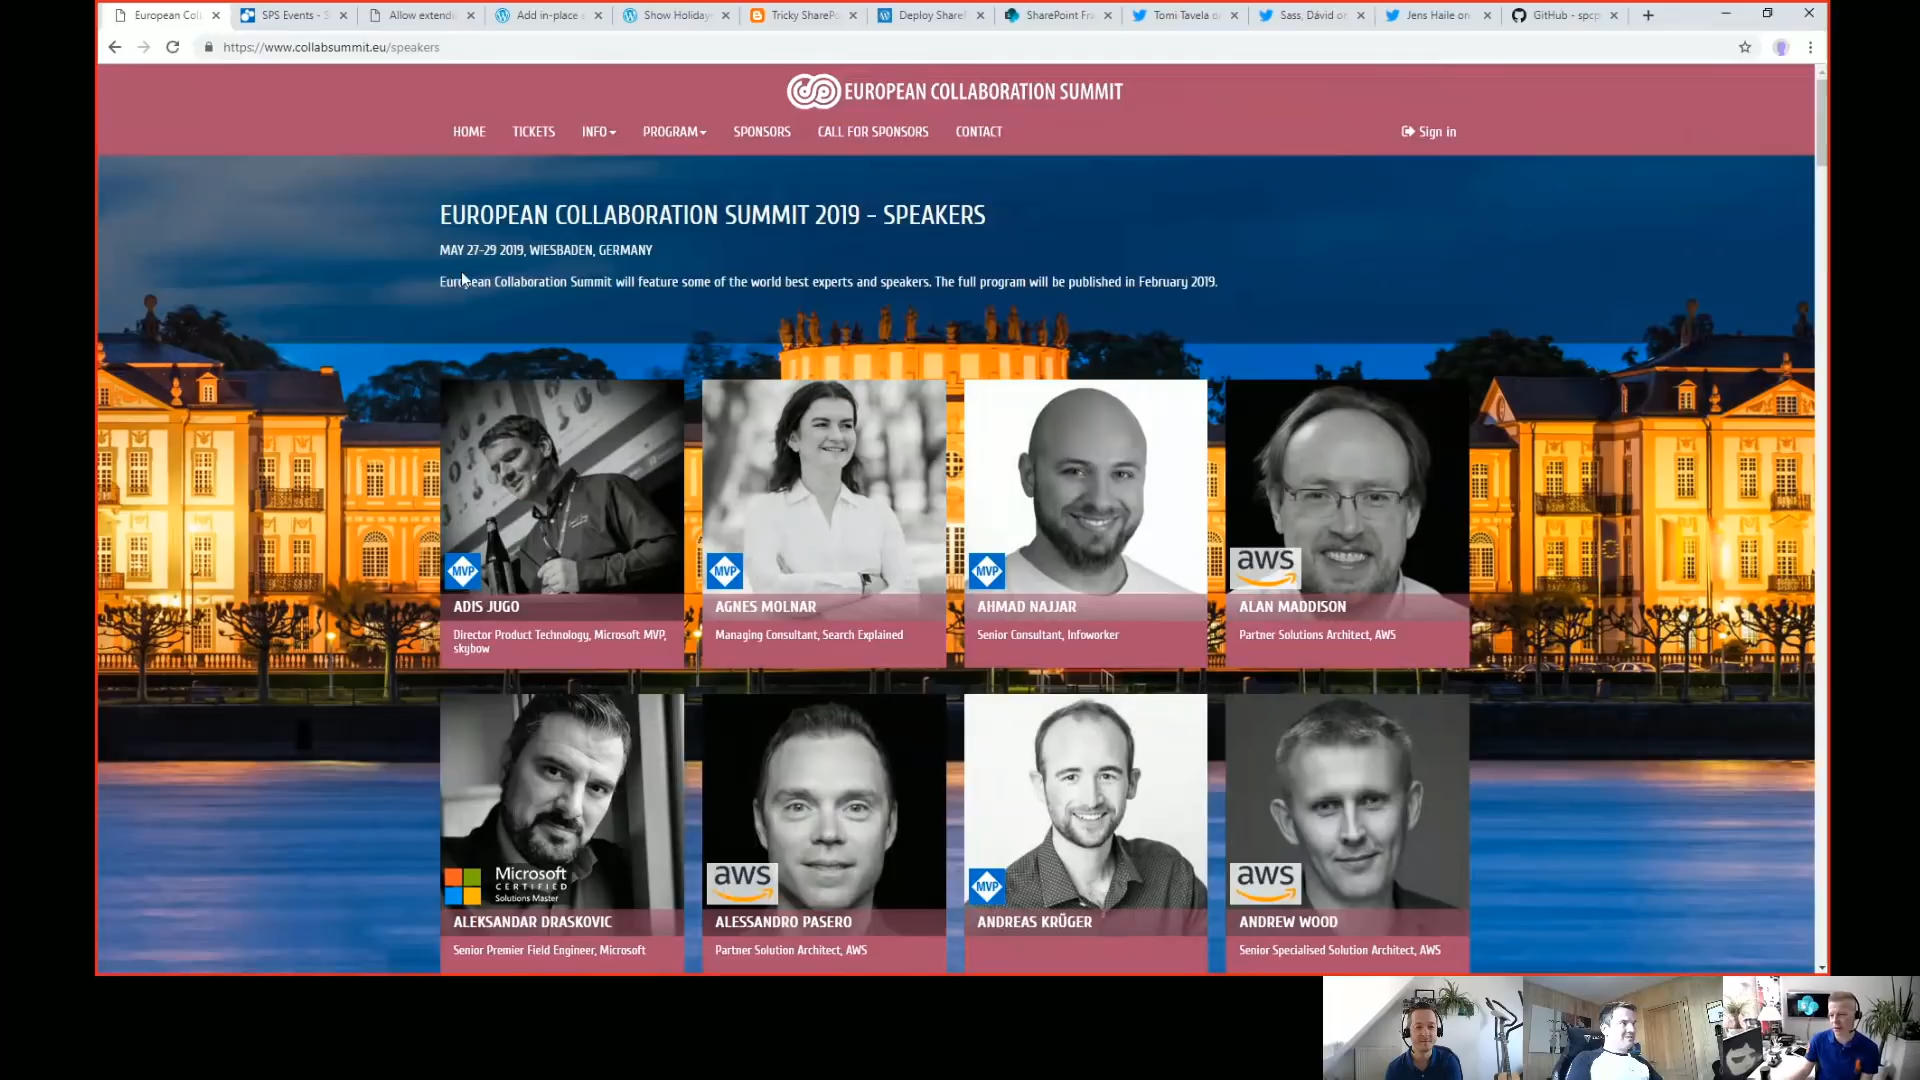 European Coll
SPS Events - S
Allow extendi
Add in-place
Show Holiday
Tricky SharePo
Deploy Share
SharePoint Fra
Tomi Tavela o
Sass, Dávid o
Jens Haile on
GitHub - spcp
https://www.collabsummit.eu/speakers
EUROPEAN COLLABORATION SUMMIT
HOME TICKETS INFO PROGRAM SPONSORS CALL FOR SPONSORS CONTACT Sign in
EUROPEAN COLLABORATION SUMMIT 2019 - SPEAKERS
MAY 27-29 2019, WIESBADEN, GERMANY
European Collaboration Summit will feature some of the world best experts and speakers. The full program will be published in February 2019.
MVP
ADIS JUGO
Director Product Technology, Microsoft MVP,
skybow
MVP
AGNES MOLNAR
Managing Consultant, Search Explained
MVP
AHMAD NAJJAR
Senior Consultant, Infoworker
aws
ALAN MADDISON
Partner Solutions Architect, AWS
Microsoft
CERTIFIED
Solutions Master
ALEKSANDAR DRASKOVIC
Senior Premier Field Engineer, Microsoft
aws
ALESSANDRO PASERO
Partner Solution Architect, AWS
MVP
ANDREAS KRÜGER
aws
ANDREW WOOD
Senior Specialised Solution Architect, AWS